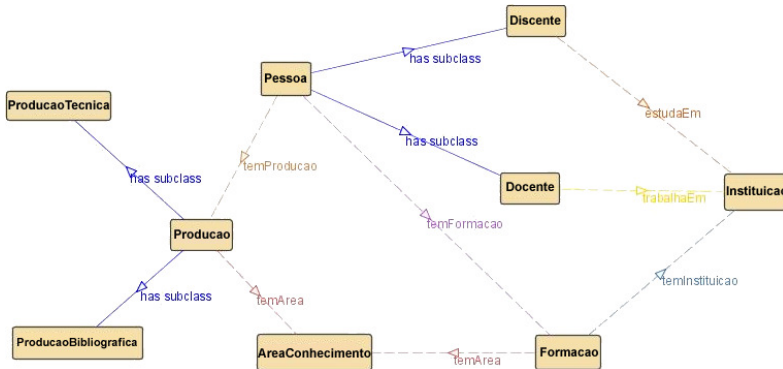 Discente
has subclass
Pessoa
ProducaoTecnica
estudaEm
has subclass
temProducao
has subclass
Docente
trabalhaEm
Instituicao
temFormacao
Producao
temInstituicao
has subclass
temArea
ProducaoBibliografica
AreaConhecimento
temArea
Formacao